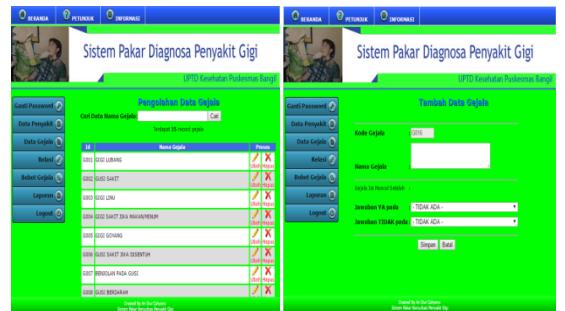 BERANDA PETUNJUK INFORMASI
Sistem Pakar Diagnosa Penyakit Gigi
UPTD Kesehatan Puskesmas Bangil
Ganti Password
Data Penyakit
Data Gejala
Relasi
Bobot Gejala
Laporan
Logout
Pengolahan Data Gejala
Cari Data Nama Gejala: Cari
Terdapat 16 record gejala
Id Nama Gejala Proses
G001 GIGI LUBANG Ubah Hapus
G002 GUSI SAKIT Ubah Hapus
G003 GIGI LINU Ubah Hapus
G004 GIGI SAKIT JIKA MAKAN/MINUM Ubah Hapus
G005 GIGI GOYANG Ubah Hapus
G006 GUSI SAKIT JIKA DISENTUH Ubah Hapus
G007 BENJOLAN PADA GUSI Ubah Hapus
G008 GUSI BERDARAH
BERANDA PETUNJUK INFORMASI
Sistem Pakar Diagnosa Penyakit Gigi
UPTD Kesehatan Puskesmas Bangil
Ganti Password
Data Penyakit
Data Gejala
Relasi
Bobot Gejala
Laporan
Logout
Tambah Data Gejala
Kode Gejala G016
Nama Gejala
Gejala Ini Muncul Setelah :
Jawaban YA pada - TIDAK ADA -
Jawaban TIDAK pada - TIDAK ADA -
Simpan Batal